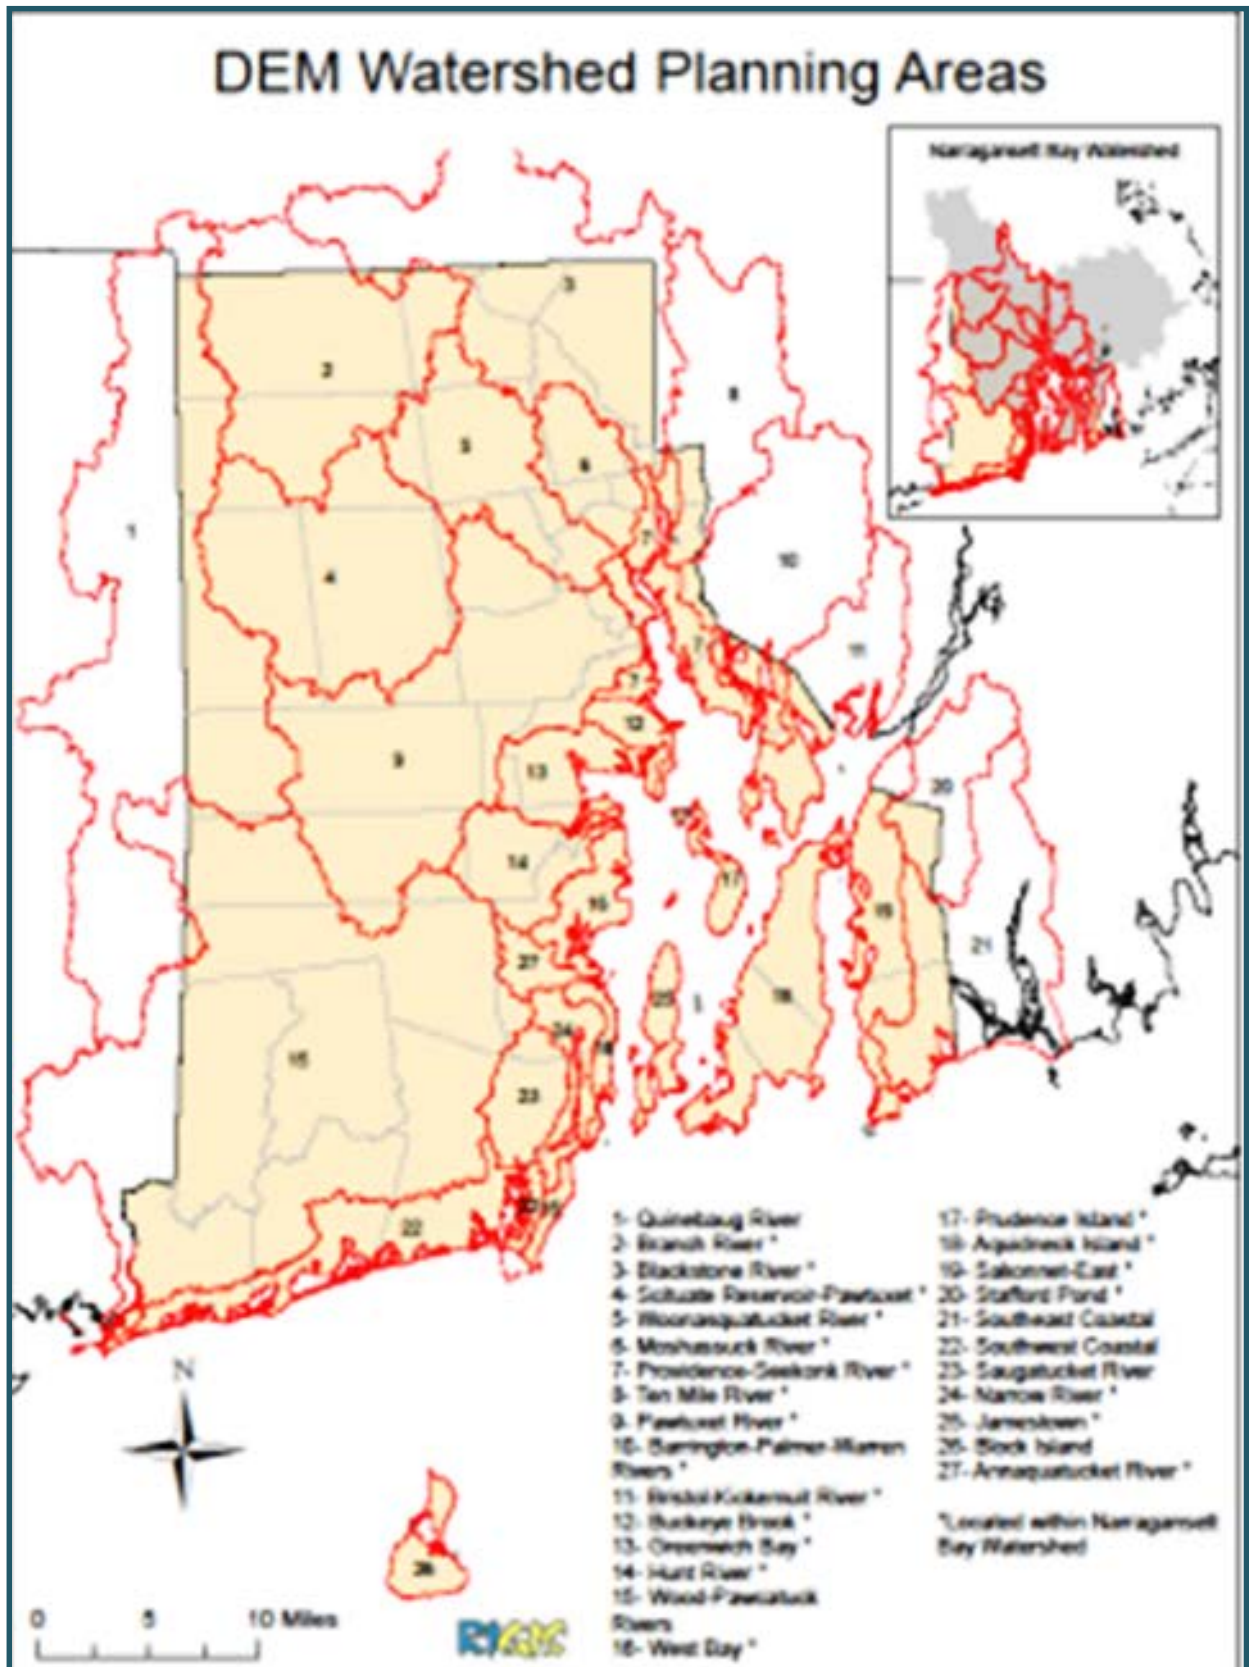 DEM Watershed Planning Areas
Narragansett Bay Watershed
3
2
8
5
6
1
7
10
4
7
11
7
12
9
13
20
14
17
16
19
21
27
25
18
24
15
23
22
26
1- Quinebaug River
2- Branch River *
3- Blackstone River *
4- Scituate Reservoir-Pawtuxet *
5- Woonasquatucket River *
6- Moshassuck River *
7- Providence-Seekonk River *
8- Ten Mile River *
9- Pawtuxet River *
10- Barrington-Palmer-Warren
Rivers *
11- Bristol-Kickemuit River *
12- Buckeye Brook *
13- Greenwich Bay *
14- Hunt River *
15- Wood-Pawcatuck
Rivers
16- West Bay *
17- Prudence Island *
18- Aquidneck Island *
19- Sakonnet-East *
20- Stafford Pond *
21- Southeast Coastal
22- Southwest Coastal
23- Saugatucket River
24- Narrow River *
25- Jamestown *
26- Block Island
27- Annaquatucket River *
*Located within Narragansett
Bay Watershed
N
0 5 10 Miles
RIGIS